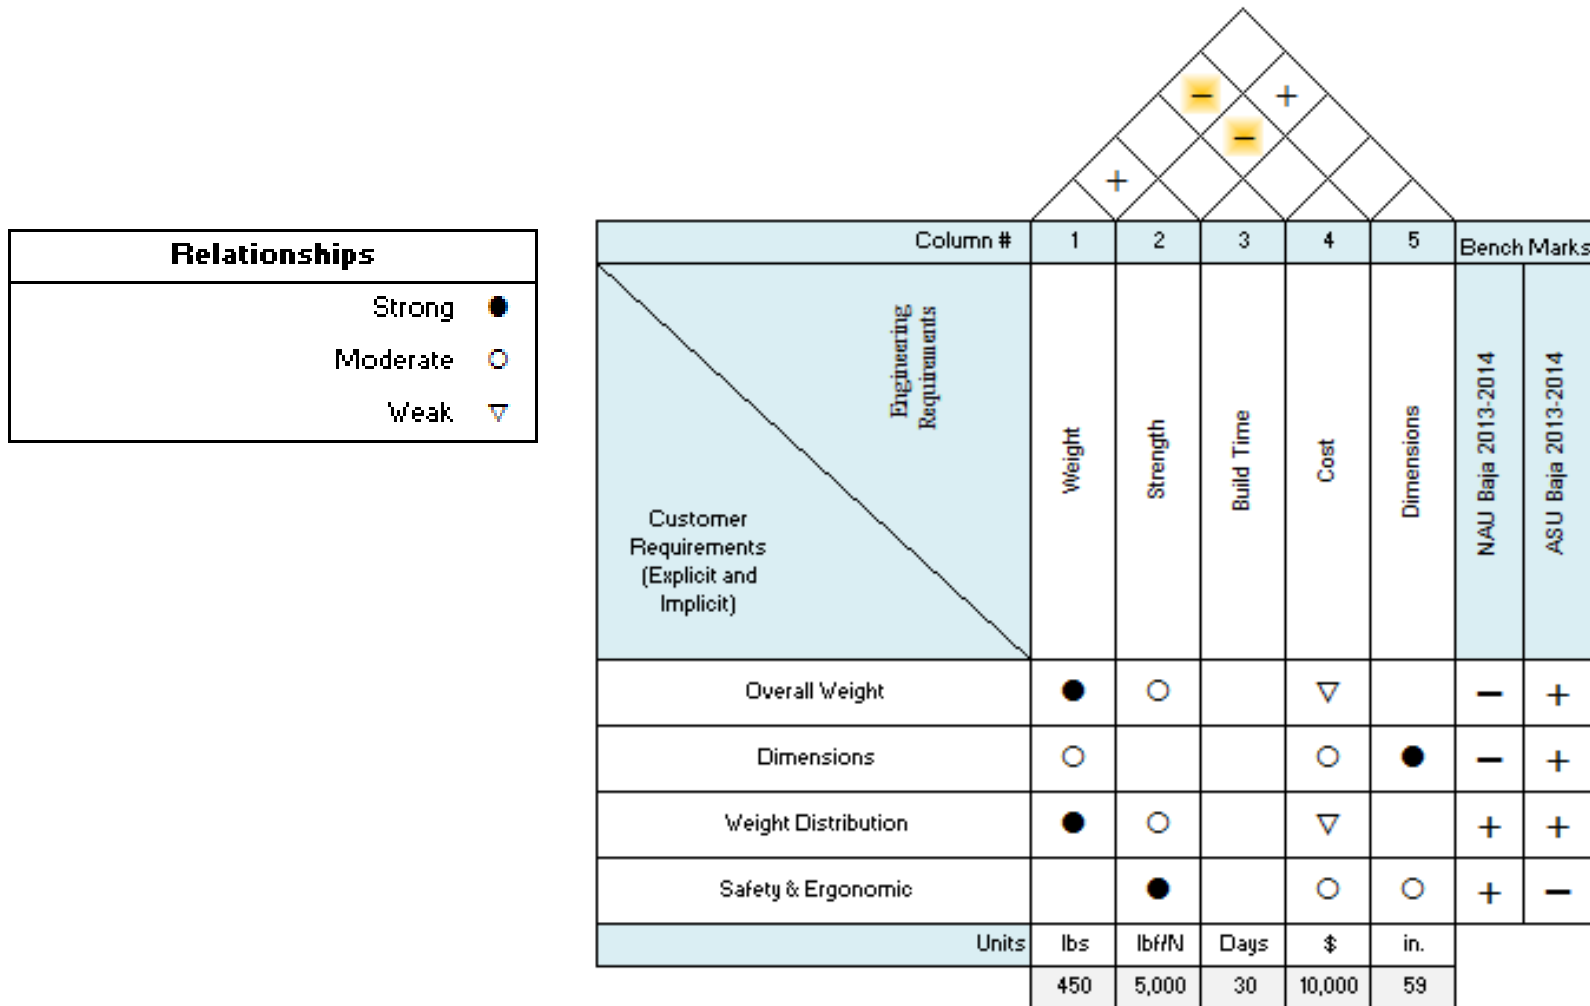 Relationships
Strong ●
Moderate ○
Weak ▽
− +
−
+
Column # 1 2 3 4 5 Bench Marks
Engineering
Requirements
Customer
Requirements
(Explicit and
Implicit)
Weight
Strength
Build Time
Cost
Dimensions
NAU Baja 2013-2014
ASU Baja 2013-2014
Overall Weight ● ○ ▽ − +
Dimensions ○ ○ ● − +
Weight Distribution ● ○ ▽ + +
Safety & Ergonomic ● ○ ○ + −
Units lbs lbf/N Days $ in.
450 5,000 30 10,000 59